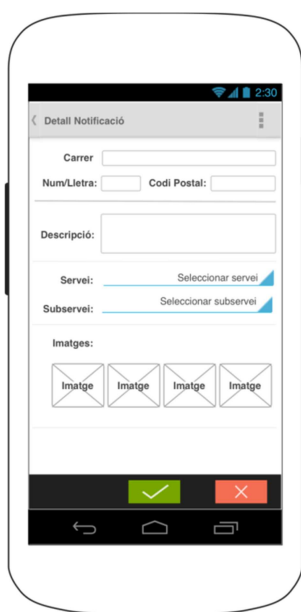 2:30
Detall Notificació
Carrer
Num/Lletra: Codi Postal:
Descripció:
Servei: Seleccionar servei
Subservei: Seleccionar subservei
Imatges:
Imatge Imatge Imatge Imatge